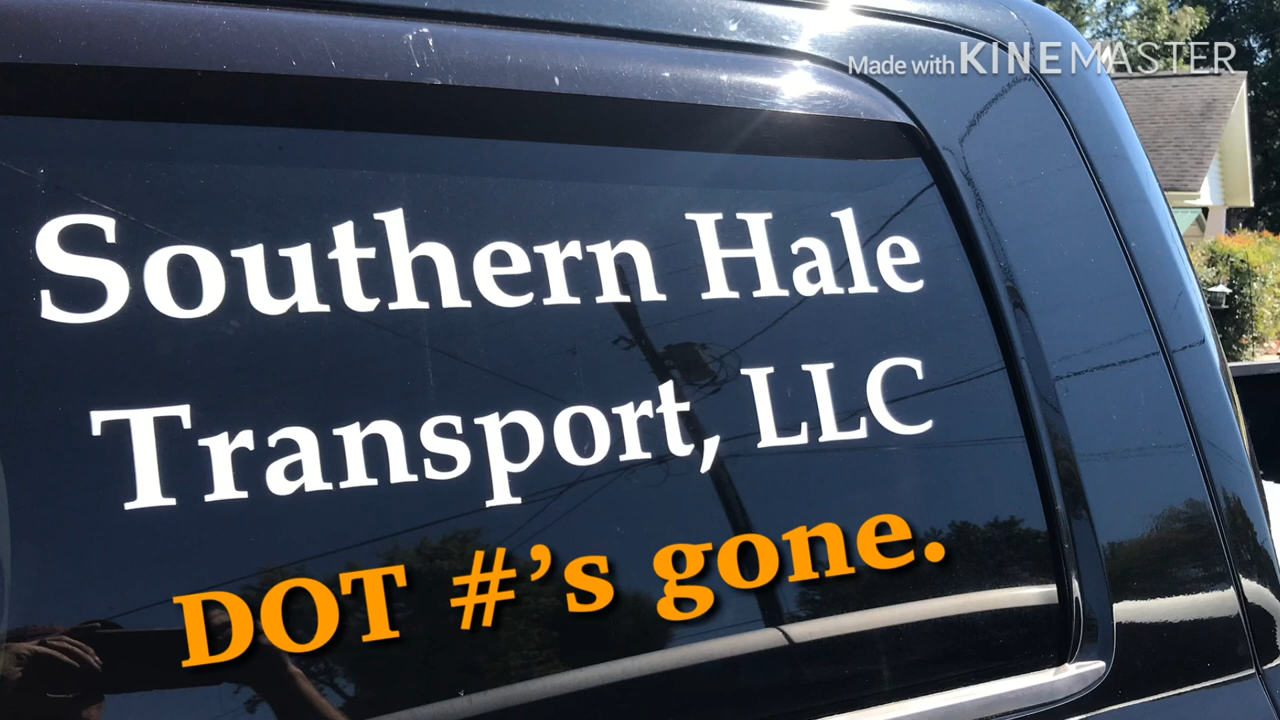 Made with KINEMASTER
Southern Hale
Transport, LLC
DOT #’s gone.